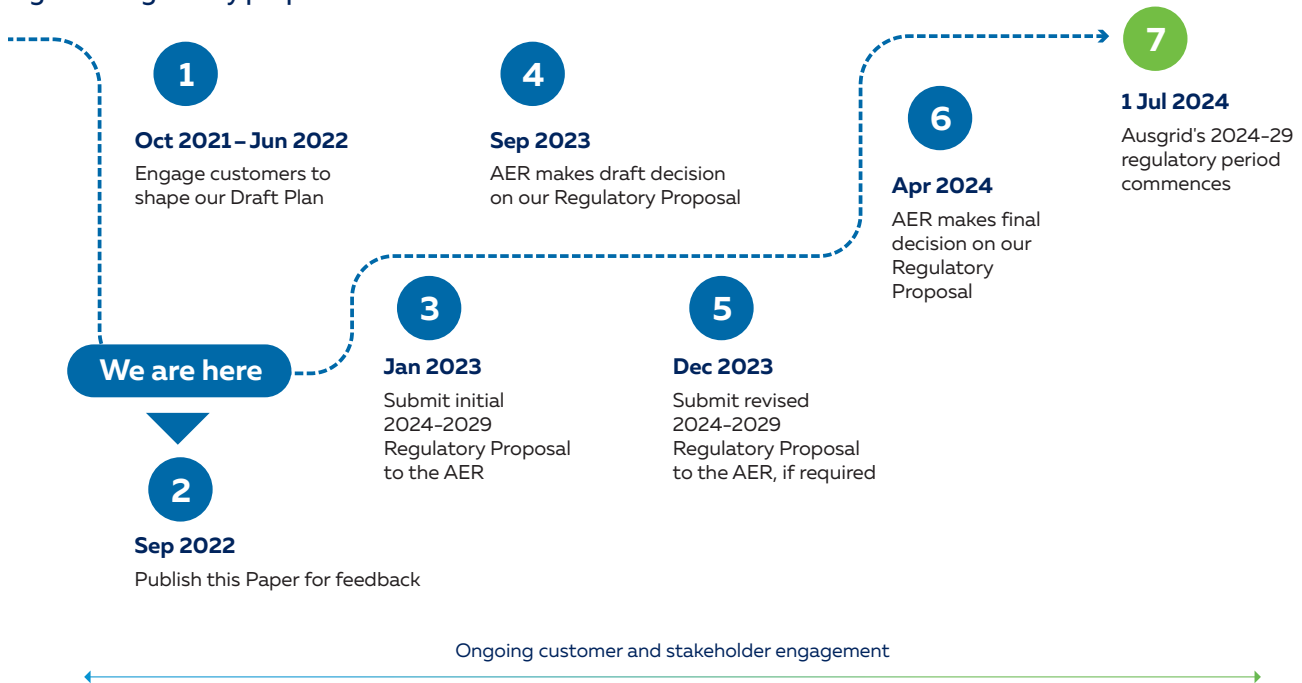 1
Oct 2021–Jun 2022
Engage customers to
shape our Draft Plan
We are here
2
Sep 2022
Publish this Paper for feedback
3
Jan 2023
Submit initial
2024-2029
Regulatory Proposal
to the AER
4
Sep 2023
AER makes draft decision
on our Regulatory Proposal
5
Dec 2023
Submit revised
2024-2029
Regulatory Proposal
to the AER, if required
6
Apr 2024
AER makes final
decision on our
Regulatory
Proposal
7
1 Jul 2024
Ausgrid's 2024-29
regulatory period
commences
Ongoing customer and stakeholder engagement